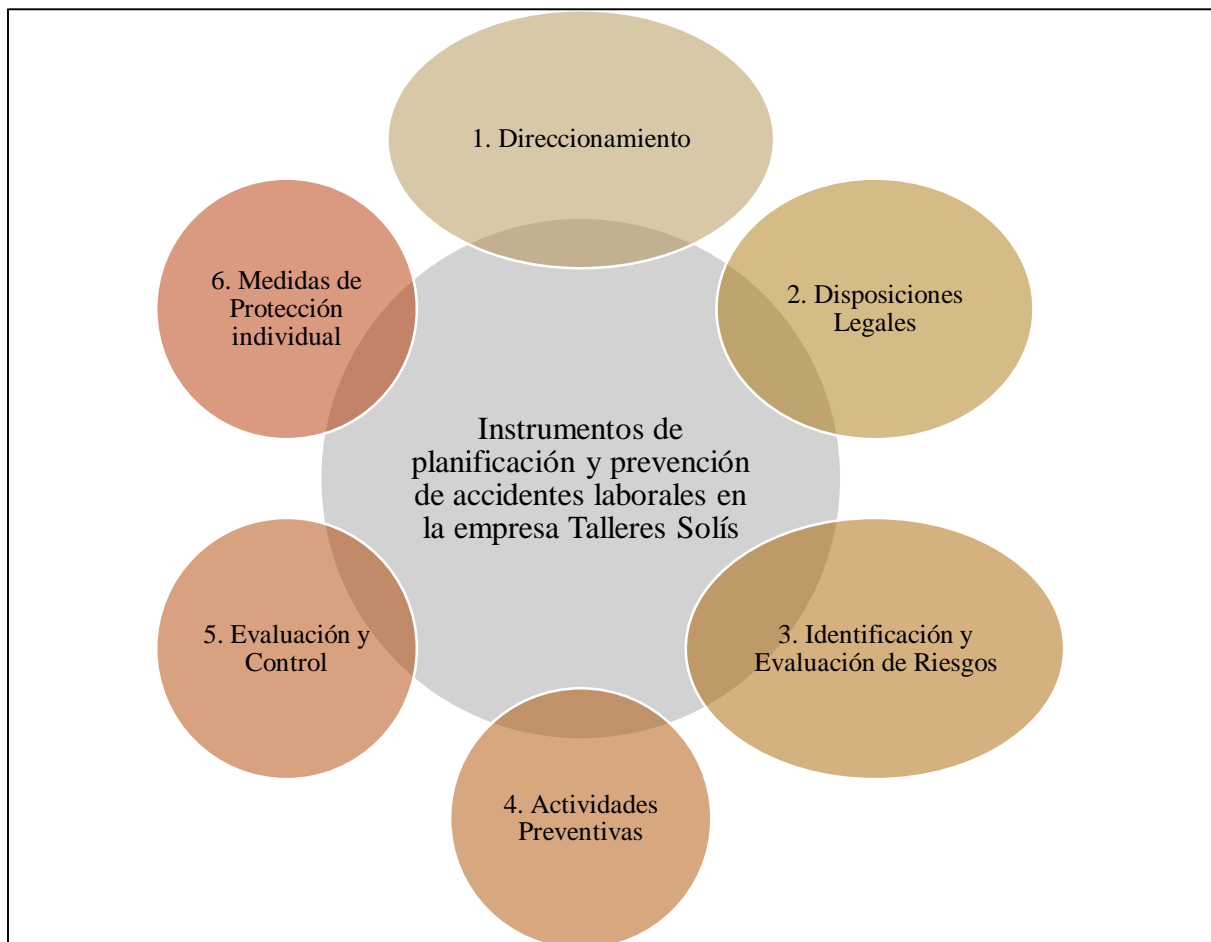 1. Direccionamiento
2. Disposiciones
Legales
3. Identificación y
Evaluación de Riesgos
4. Actividades
Preventivas
5. Evaluación y
Control
6. Medidas de
Protección
individual
Instrumentos de
planificación y prevención
de accidentes laborales en
la empresa Talleres Solís